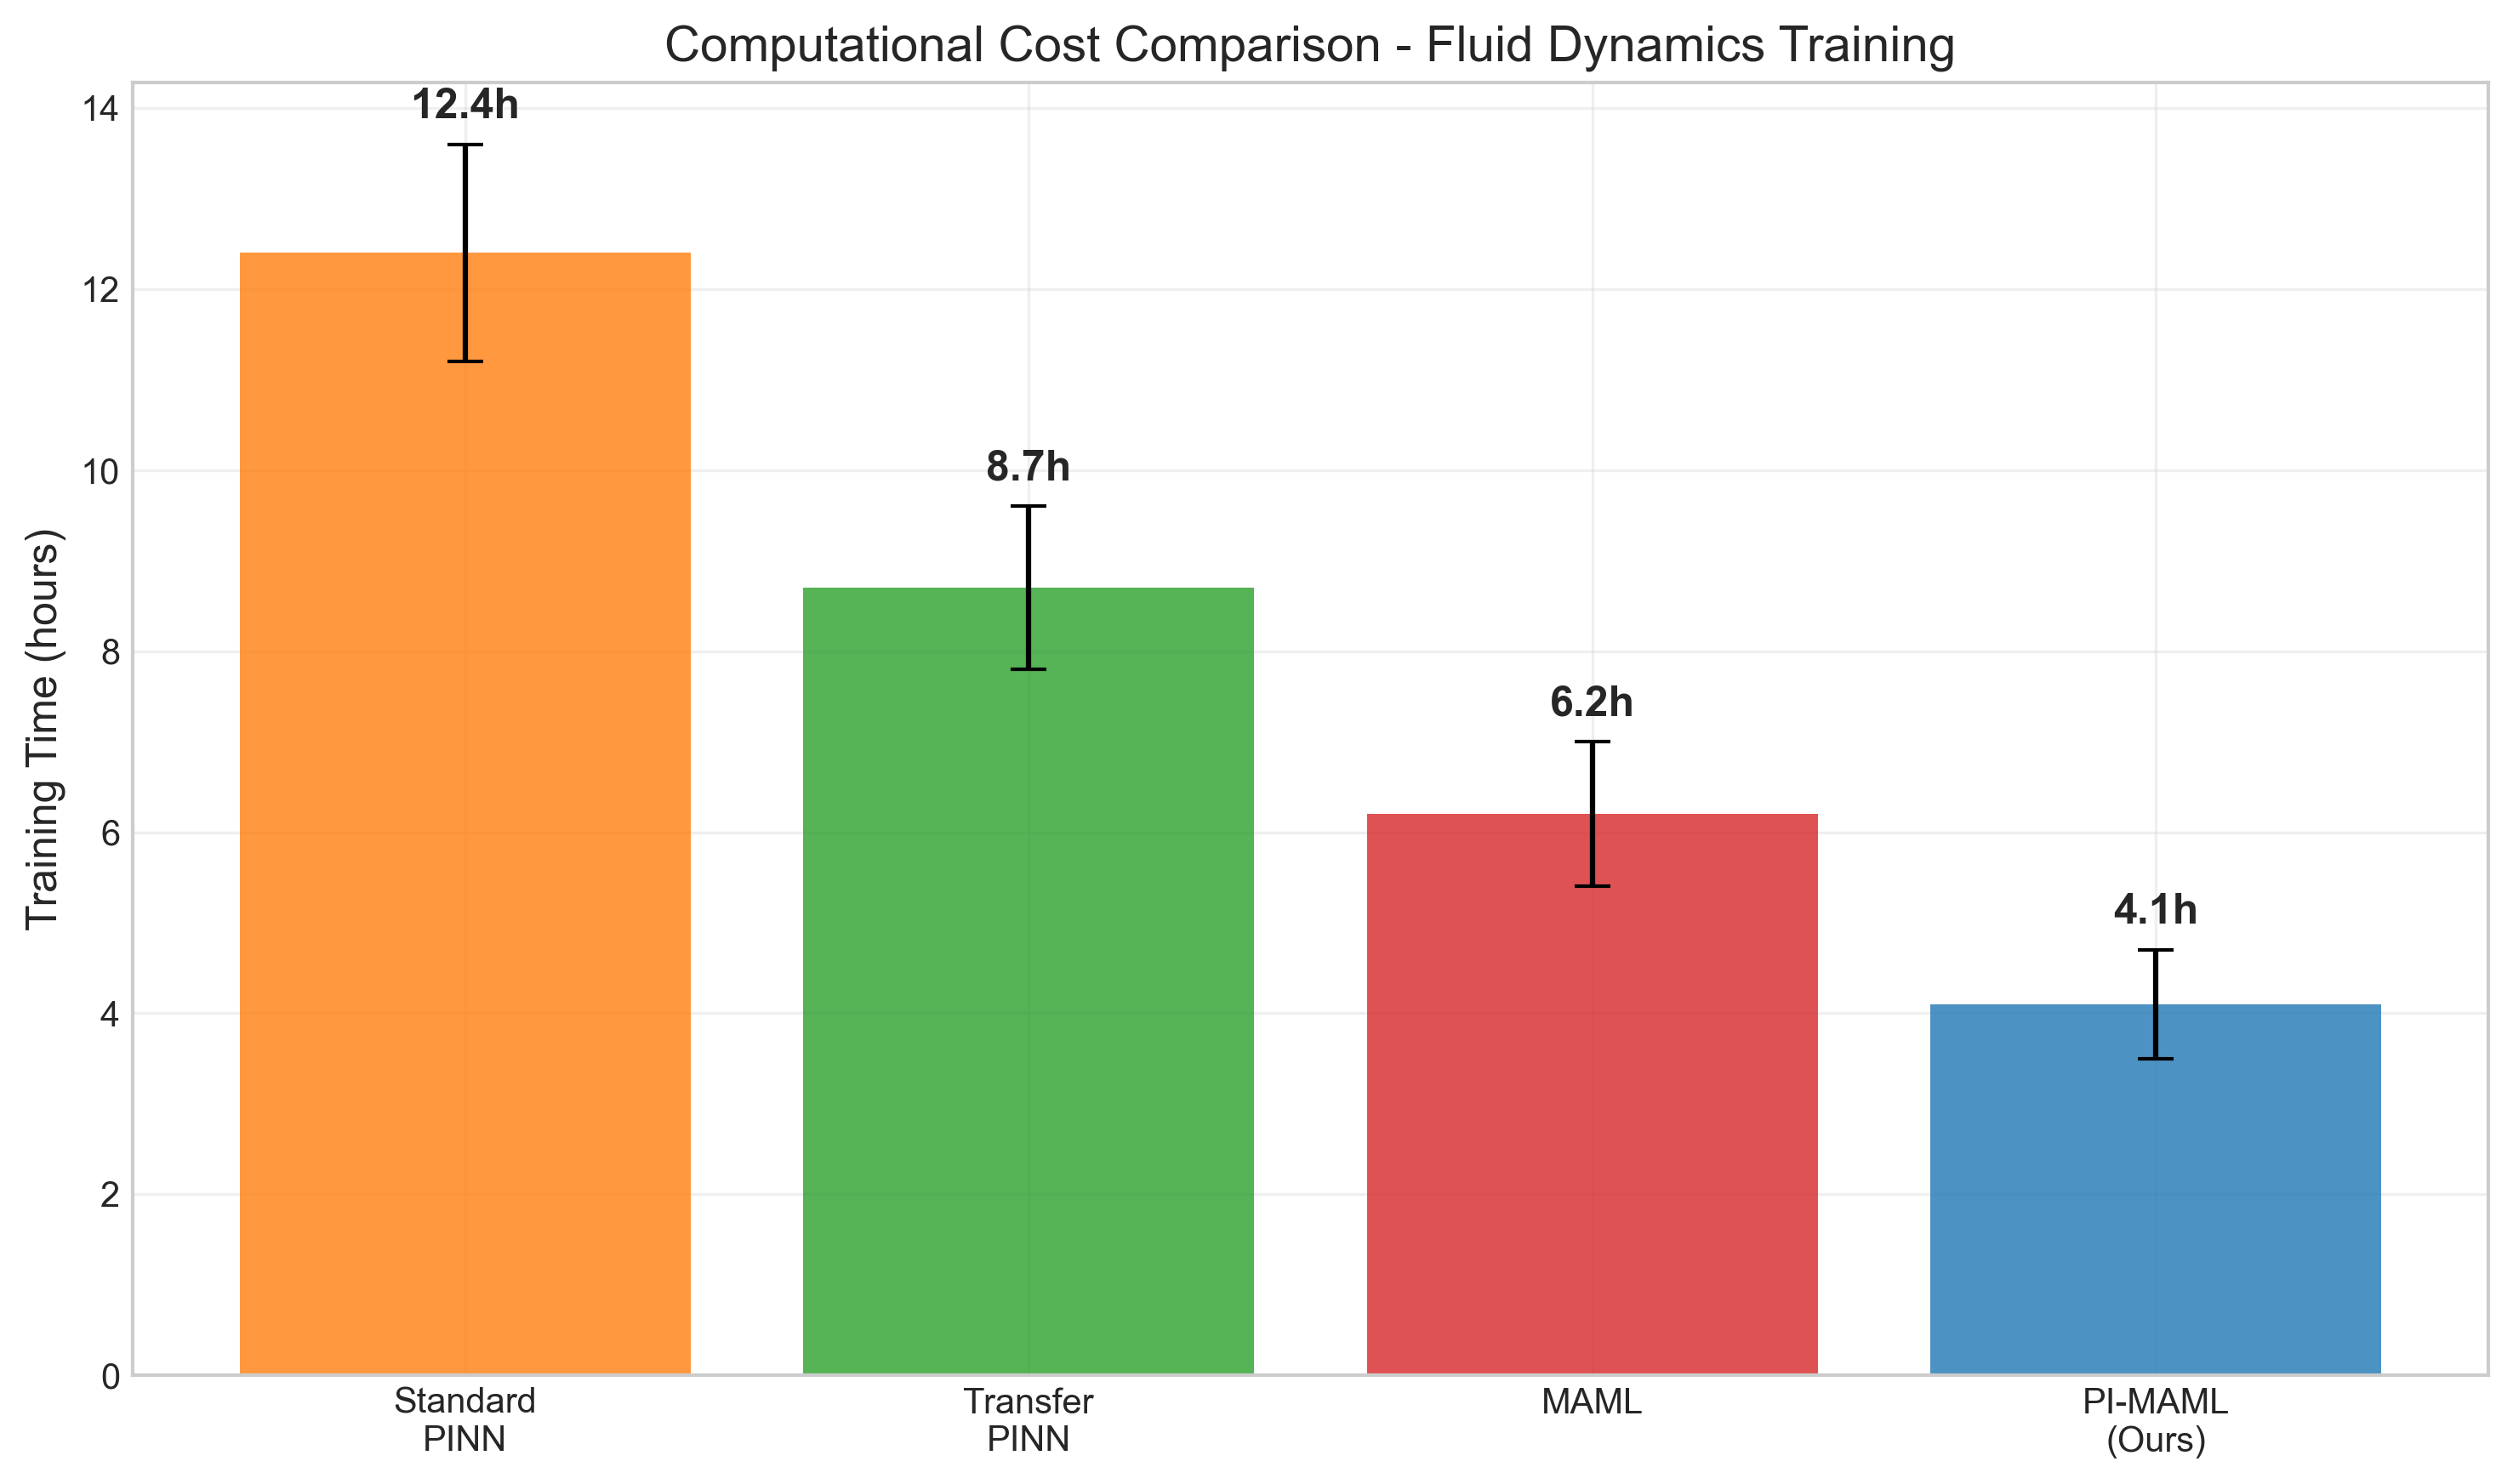 Computational Cost Comparison - Fluid Dynamics Training
Training Time (hours)
14
12
10
8
6
4
2
0
12.4h
8.7h
6.2h
4.1h
Standard
PINN
Transfer
PINN
MAML
PI-MAML
(Ours)